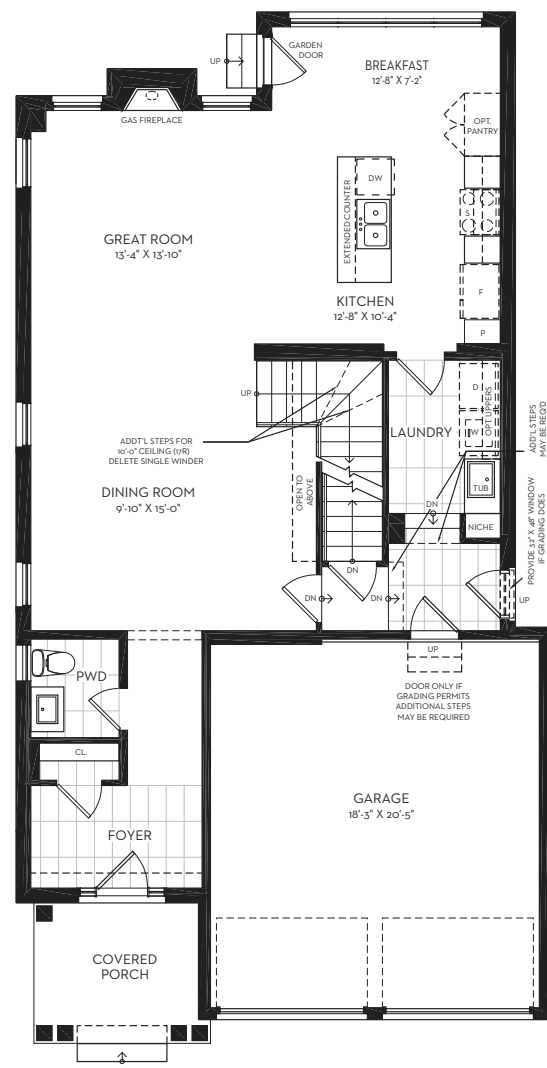 GARDEN
DOOR
UP
BREAKFAST
12'-8" X 7'-2"
GAS FIREPLACE
OPT.
PANTRY
DW
EXTENDED COUNTER
S
GREAT ROOM
13'-4" X 13'-10"
F
KITCHEN
12'-8" X 10'-4"
P
UP
D
OPT UPPERS
W
LAUNDRY
ADD'L STEPS
MAY BE REQ'D
ADDT'L STEPS FOR
10'-0" CEILING (17R)
DELETE SINGLE WINDER
TUB
DINING ROOM
9'-10" X 15'-0"
OPEN TO
ABOVE
DN
NICHE
PROVIDE 32" X 48" WINDOW
IF GRADING DOES
DN
DN
DN
UP
UP
PWD
DOOR ONLY IF
GRADING PERMITS
ADDITIONAL STEPS
MAY BE REQUIRED
CL.
GARAGE
18'-3" X 20'-5"
FOYER
COVERED
PORCH